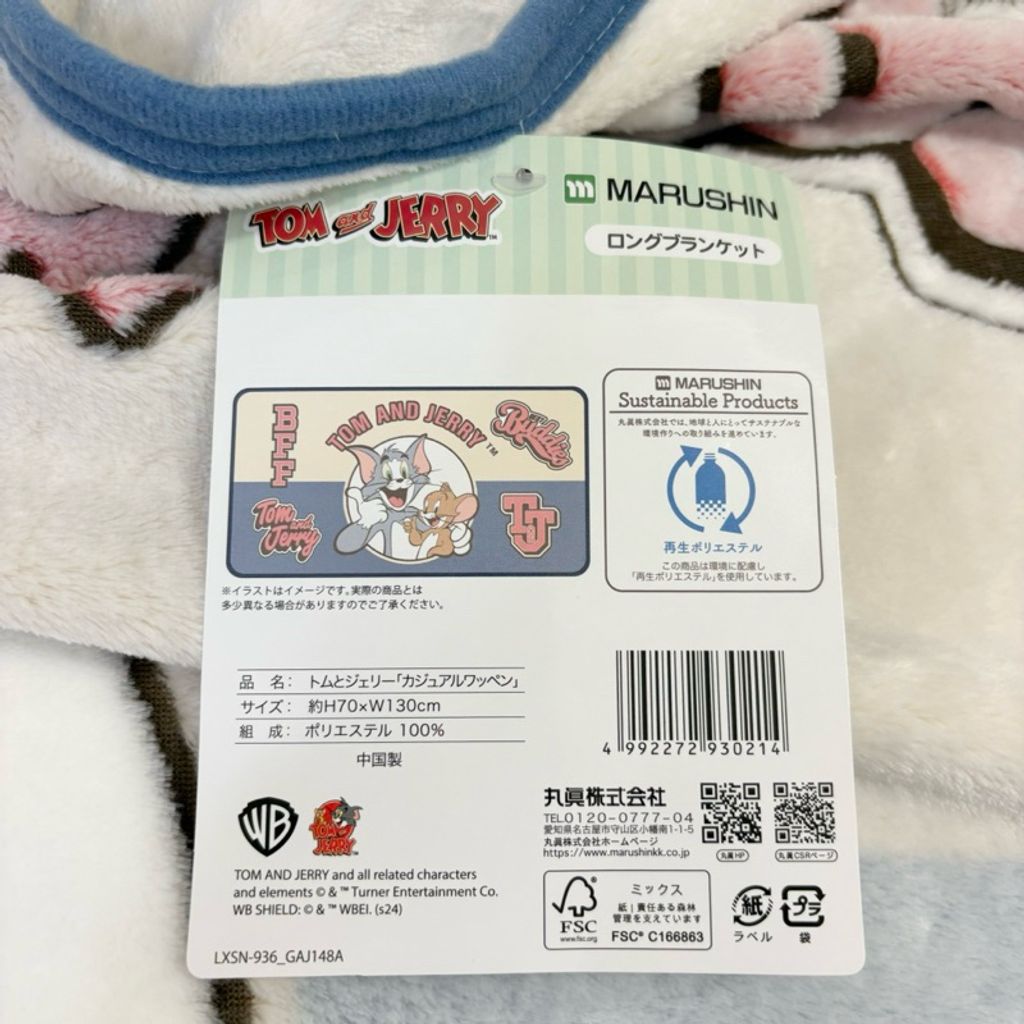 TOM and JERRY™
m MARUSHIN
ロングブランケット
BFF
TOM AND JERRY™
Buddies
Tom and Jerry
TJ
※イラストはイメージです。実際の商品とは
多少異なる場合がありますのでご了承ください。
m MARUSHIN
Sustainable Products
丸眞株式会社では、地球と人にとってサステナブルな
環境作りへの取り組みを進めています。
再生ポリエステル
この商品は環境に配慮し
「再生ポリエステル」を使用しています。
品 名： トムとジェリー「カジュアルワッペン」
サイズ： 約H70×W130cm
組 成： ポリエステル 100%
中国製
4 992272 930214
WB
TOM and JERRY
TOM AND JERRY and all related characters
and elements © & ™ Turner Entertainment Co.
WB SHIELD: © & ™ WBEI. (s24)
LXSN-936_GAJ148A
丸眞株式会社
TEL0120-0777-04
愛知県名古屋市守山区小幡南1-1-5
丸眞株式会社ホームページ
https://www.marushinkk.co.jp
丸眞HP
丸眞CSRページ
FSC
www.fsc.org
ミックス
紙｜責任ある森林
管理を支えています
FSC® C166863
紙
ラベル
プラ
袋